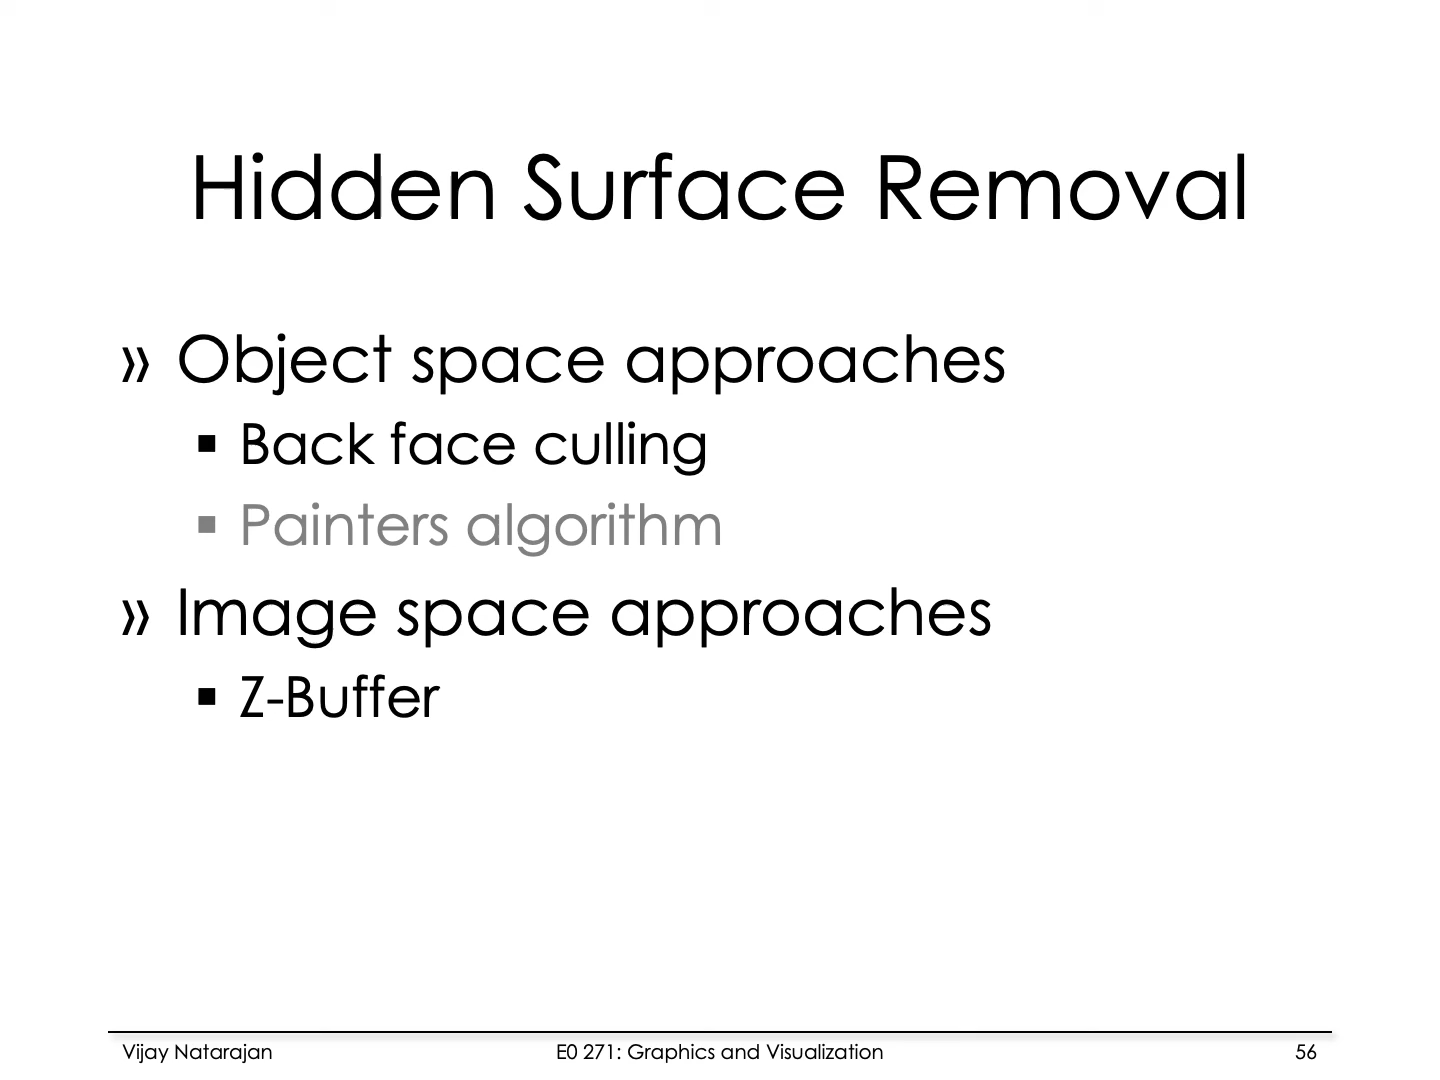 Hidden Surface Removal
» Object space approaches
▪ Back face culling
▪ Painters algorithm
» Image space approaches
▪ Z-Buffer
Vijay Natarajan E0 271: Graphics and Visualization 56